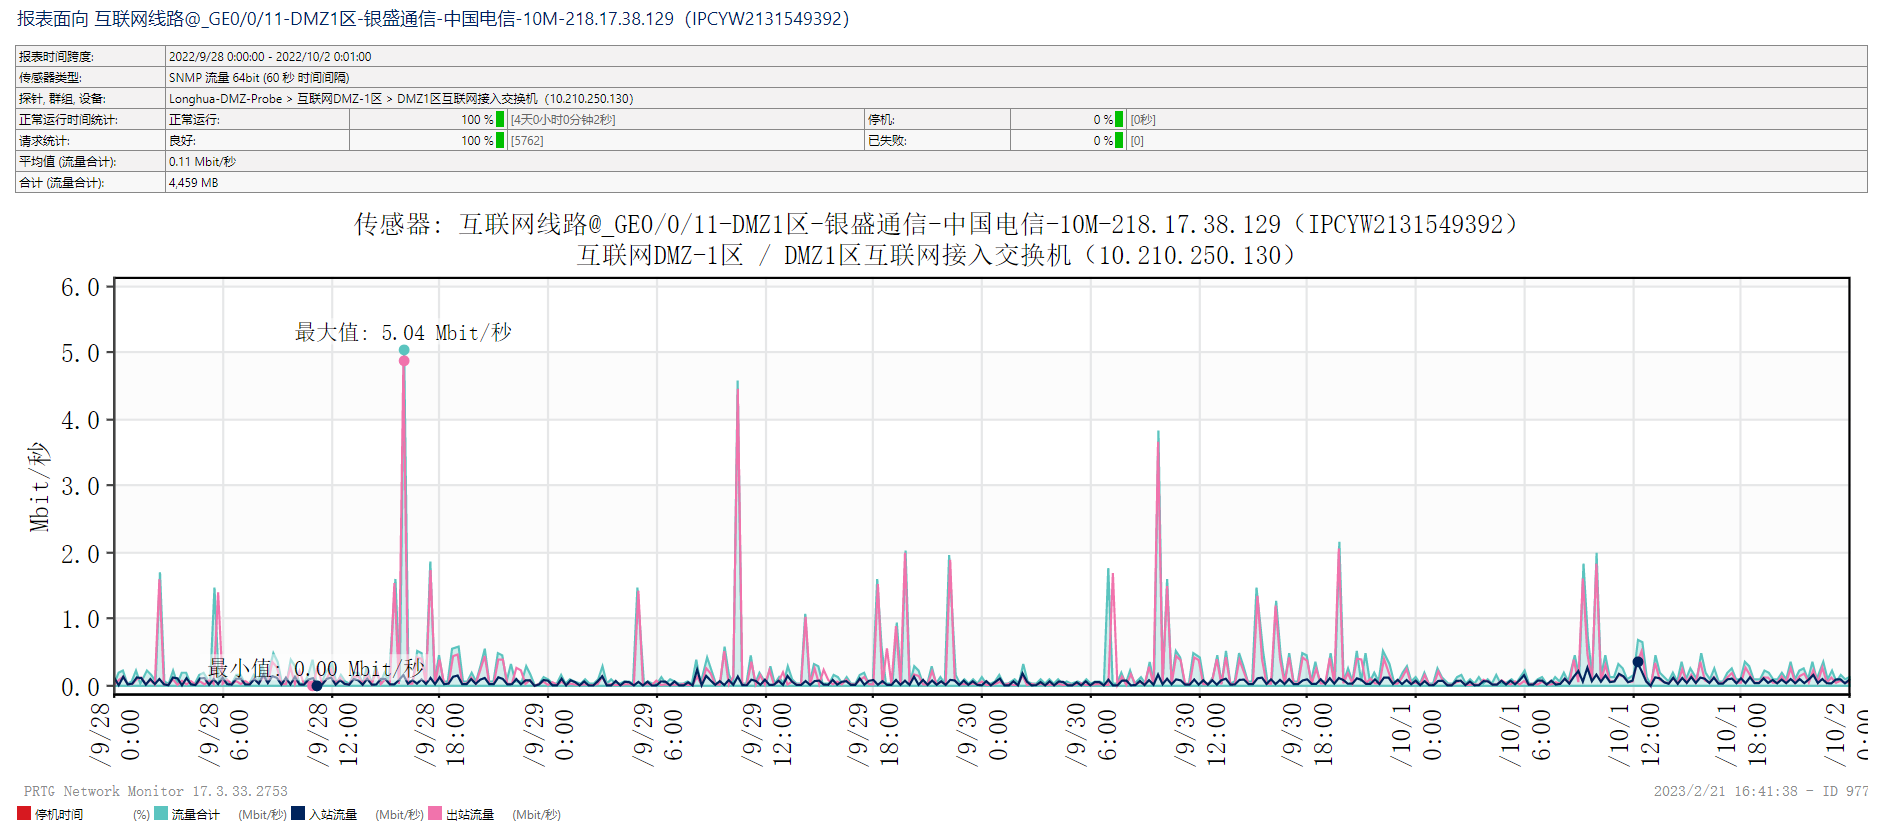 报表面向 互联网线路@_GE0/0/11-DMZ1区-银盛通信-中国电信-10M-218.17.38.129（IPCYW2131549392）
报表时间跨度: 2022/9/28 0:00:00 - 2022/10/2 0:01:00
传感器类型: SNMP 流量 64bit (60 秒 时间间隔)
探针, 群组, 设备: Longhua-DMZ-Probe > 互联网DMZ-1区 > DMZ1区互联网接入交换机（10.210.250.130）
正常运行时间统计: 正常运行: 100 % [4天0小时0分钟2秒] 停机: 0 % [0秒]
请求统计: 良好: 100 % [5762] 已失败: 0 % [0]
平均值 (流量合计): 0.11 Mbit/秒
合计 (流量合计): 4,459 MB
传感器: 互联网线路@_GE0/0/11-DMZ1区-银盛通信-中国电信-10M-218.17.38.129（IPCYW2131549392）
互联网DMZ-1区 / DMZ1区互联网接入交换机（10.210.250.130）
6.0
5.0
4.0
3.0
2.0
1.0
0.0
Mbit/秒
最大值: 5.04 Mbit/秒
最小值: 0.00 Mbit/秒
/9/28 0:00
/9/28 6:00
/9/28 12:00
/9/28 18:00
/9/29 0:00
/9/29 6:00
/9/29 12:00
/9/29 18:00
/9/30 0:00
/9/30 6:00
/9/30 12:00
/9/30 18:00
/10/1 0:00
/10/1 6:00
/10/1 12:00
/10/1 18:00
/10/2 0:00
PRTG Network Monitor 17.3.33.2753
2023/2/21 16:41:38 - ID 977
停机时间 (%) 流量合计 (Mbit/秒) 入站流量 (Mbit/秒) 出站流量 (Mbit/秒)